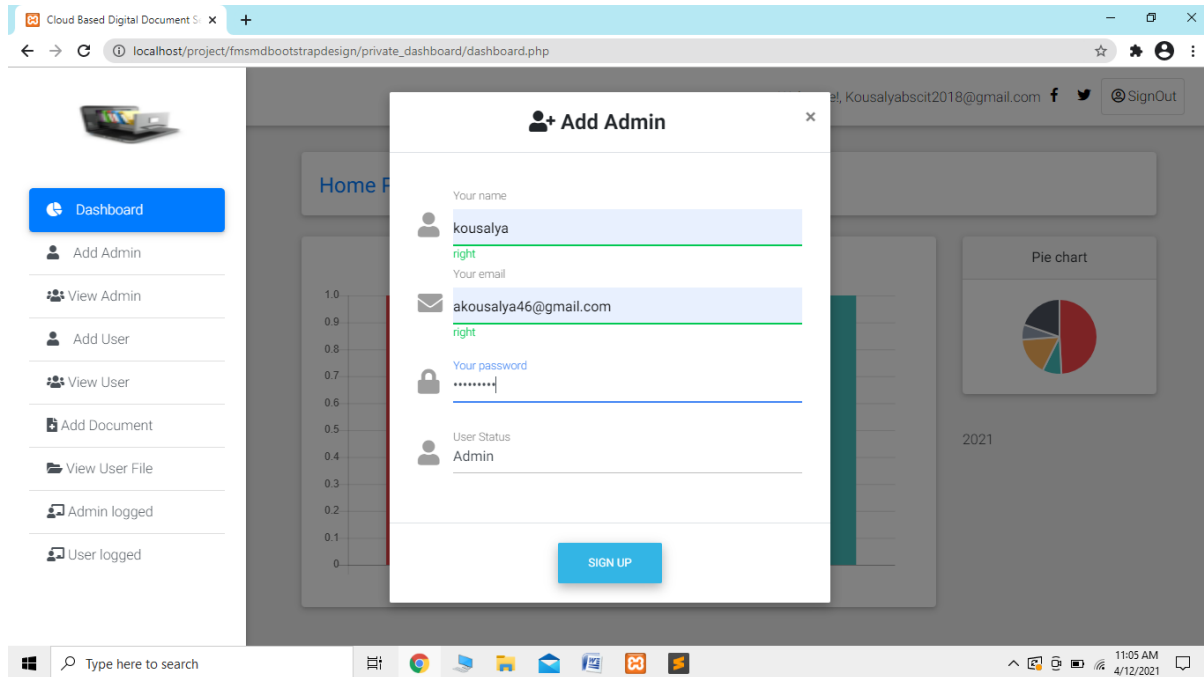 Cloud Based Digital Document S
localhost/project/fmsmdbootstrapdesign/private_dashboard/dashboard.php
e!, Kousalyabscit2018@gmail.com
SignOut
Dashboard
Add Admin
View Admin
Add User
View User
Add Document
View User File
Admin logged
User logged
Home
1.0
0.9
0.8
0.7
0.6
0.5
0.4
0.3
0.2
0.1
0
Add Admin
×
Your name
kousalya
right
Your email
akousalya46@gmail.com
right
Your password
•••••••••
User Status
Admin
SIGN UP
Pie chart
2021
Type here to search
11:05 AM
4/12/2021